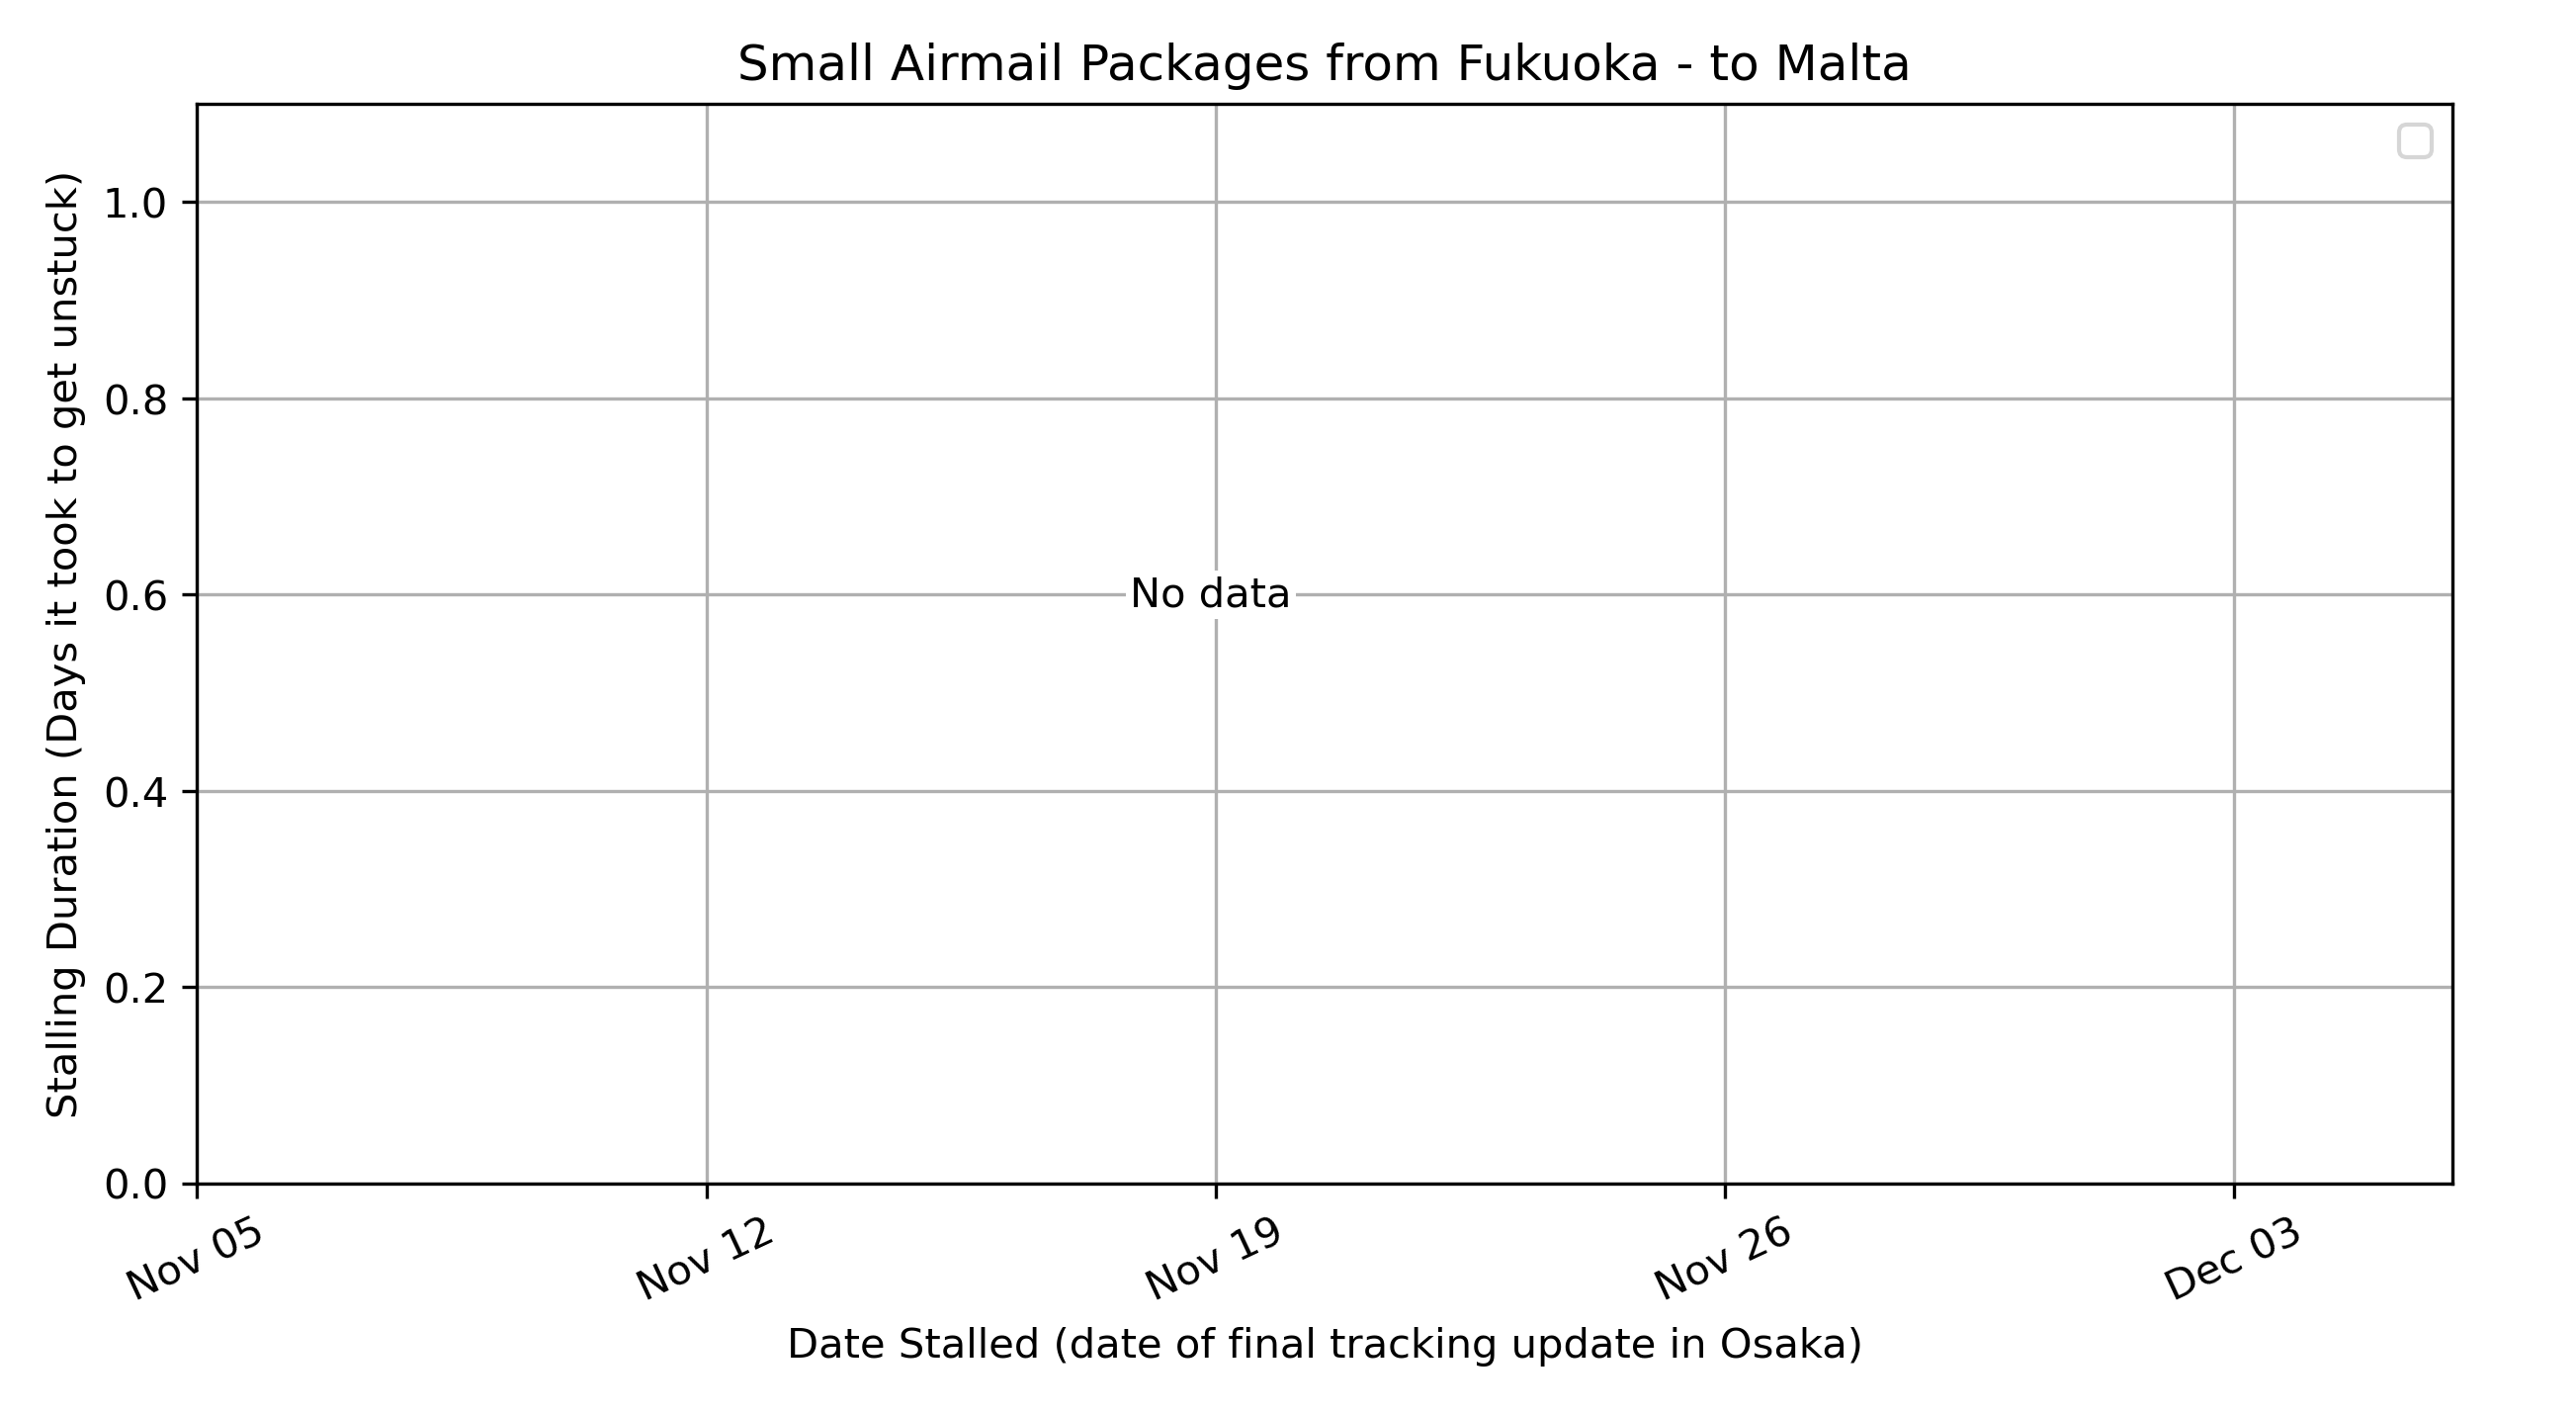 Small Airmail Packages from Fukuoka - to Malta
Stalling Duration (Days it took to get unstuck)
1.0
0.8
0.6
0.4
0.2
0.0
No data
Nov 05
Nov 12
Nov 19
Nov 26
Dec 03
Date Stalled (date of final tracking update in Osaka)